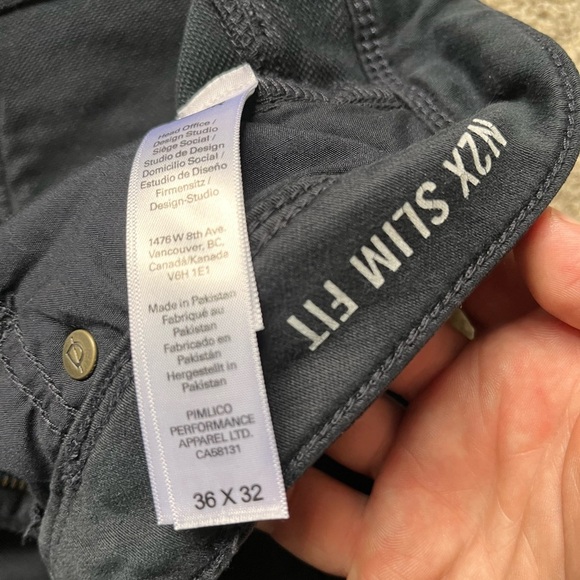 Head Office /
Design Studio
Siège Social /
Studio de Design
Domicilio Social /
Estudio de Diseño
Firmensitz /
Design-Studio
1476 W 8th Ave.
Vancouver, BC,
Canadá/Kanada
V6H 1E1
Made in Pakistan
Fabriqué au
Pakistan
Fabricado en
Pakistán
Hergestellt in
Pakistan
PIMLICO
PERFORMANCE
APPAREL LTD.
CA58131
36 X 32
N2X SLIM FIT